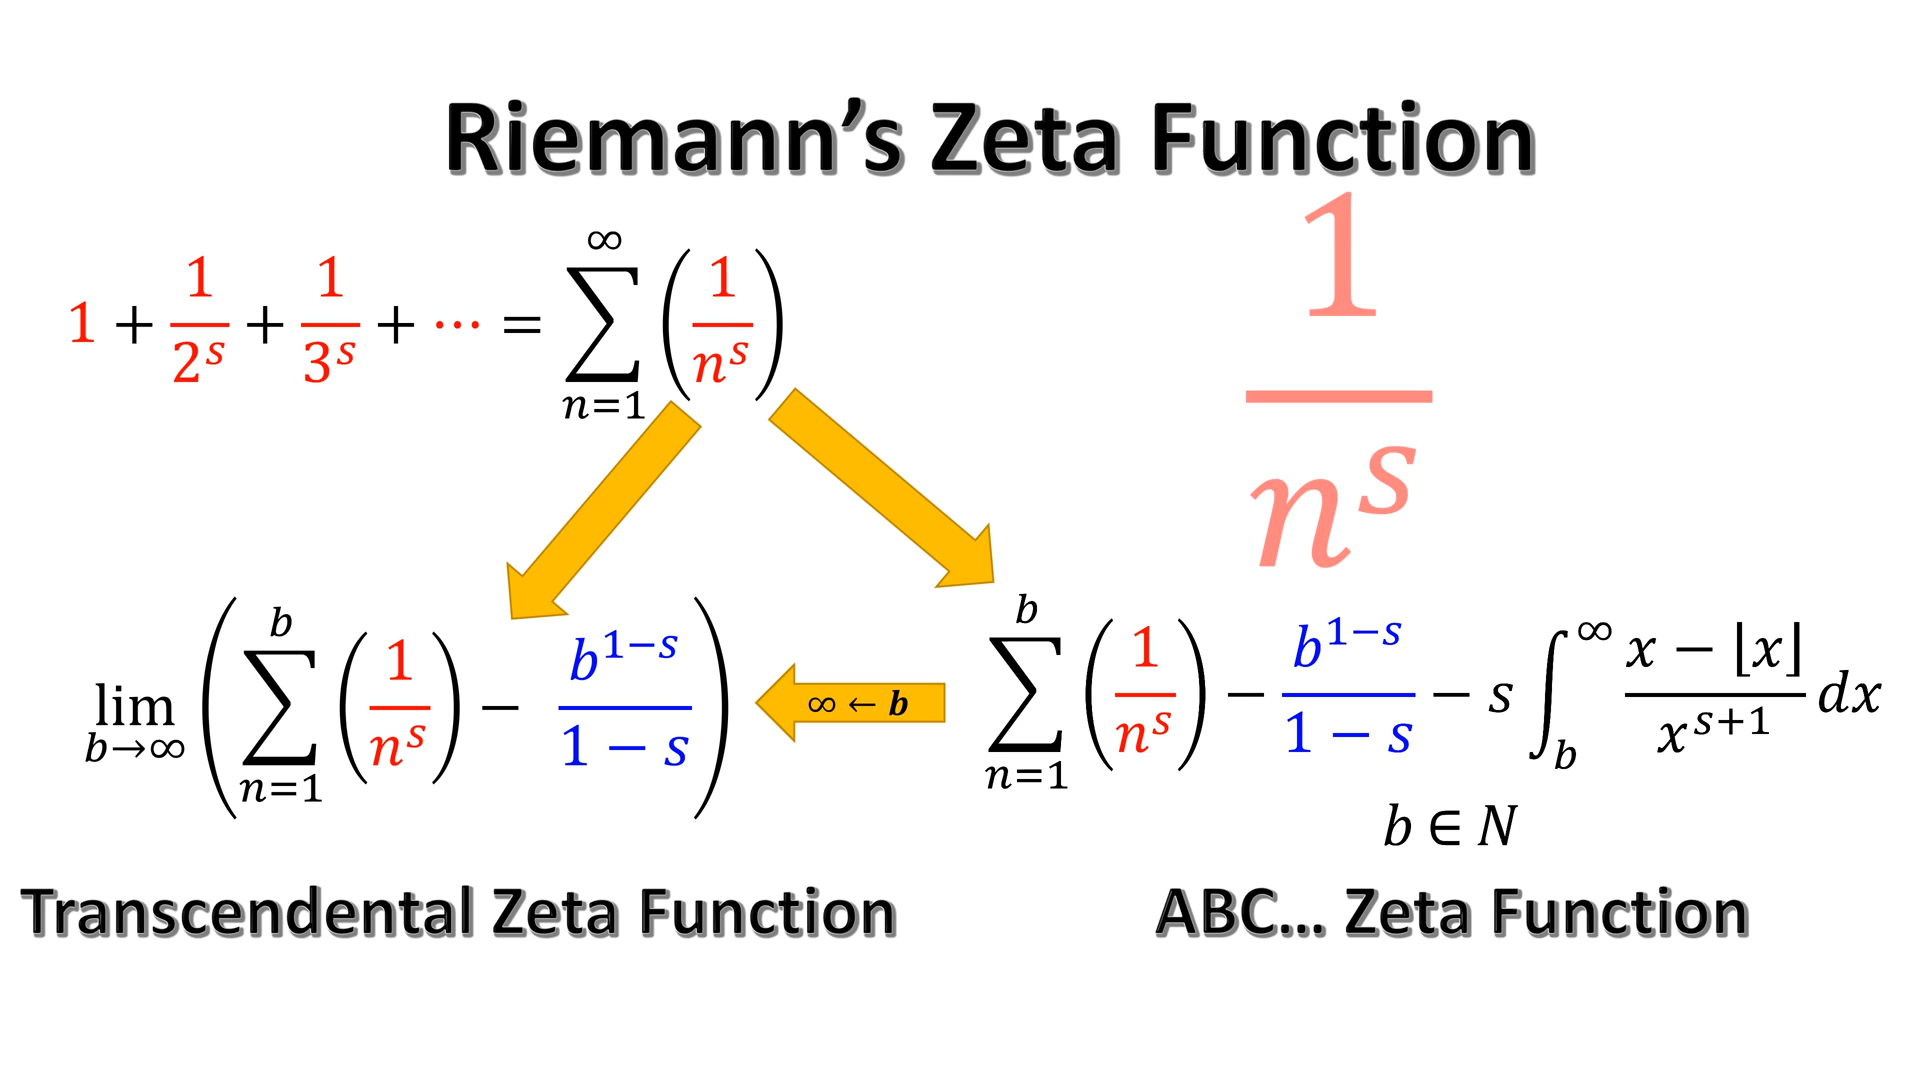 Riemann’s Zeta Function
1 + 1/2^s + 1/3^s + ⋯ = ∑_{n=1}^{∞} (1/n^s)
1/n^s
lim_{b→∞} (∑_{n=1}^{b} (1/n^s) − b^{1−s}/(1−s))
∞ ← b
∑_{n=1}^{b} (1/n^s) − b^{1−s}/(1−s) − s ∫_{b}^{∞} (x − ⌊x⌋)/x^{s+1} dx
b ∈ N
Transcendental Zeta Function
ABC... Zeta Function